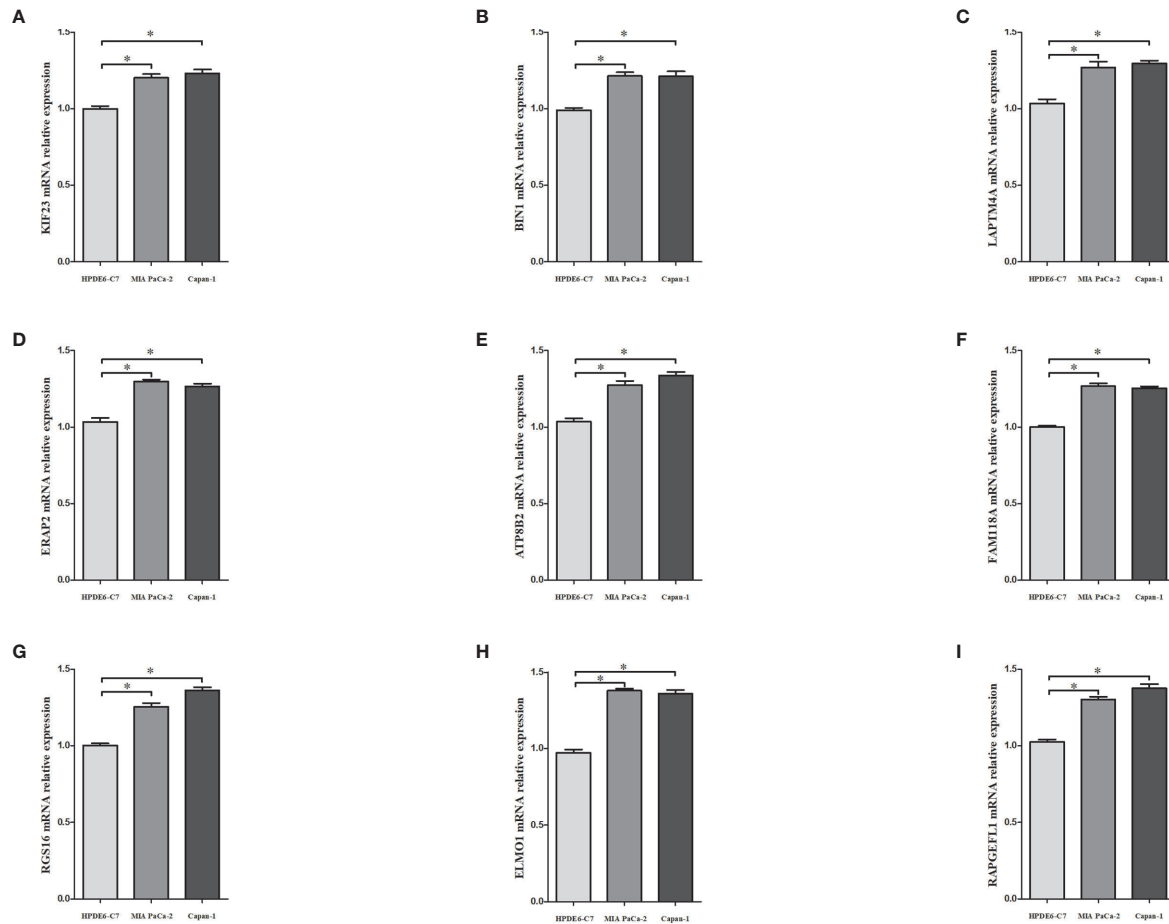 A
KIF23 mRNA relative expression
1.5
1.0
0.5
0.0
*
*
HPDE6-C7 MIA PaCa-2 Capan-1
B
BIN1 mRNA relative expression
1.5
1.0
0.5
0.0
*
*
HPDE6-C7 MIA PaCa-2 Capan-1
C
LAPTM4A mRNA relative expression
1.5
1.0
0.5
0.0
*
*
HPDE6-C7 MIA PaCa-2 Capan-1
D
ERAP2 mRNA relative expression
1.5
1.0
0.5
0.0
*
*
HPDE6-C7 MIA PaCa-2 Capan-1
E
ATP8B2 mRNA relative expression
1.5
1.0
0.5
0.0
*
*
HPDE6-C7 MIA PaCa-2 Capan-1
F
FAM118A mRNA relative expression
1.5
1.0
0.5
0.0
*
*
HPDE6-C7 MIA PaCa-2 Capan-1
G
RGS16 mRNA relative expression
1.5
1.0
0.5
0.0
*
*
HPDE6-C7 MIA PaCa-2 Capan-1
H
ELMO1 mRNA relative expression
1.5
1.0
0.5
0.0
*
*
HPDE6-C7 MIA PaCa-2 Capan-1
I
RAPGEFL1 mRNA relative expression
1.5
1.0
0.5
0.0
*
*
HPDE6-C7 MIA PaCa-2 Capan-1